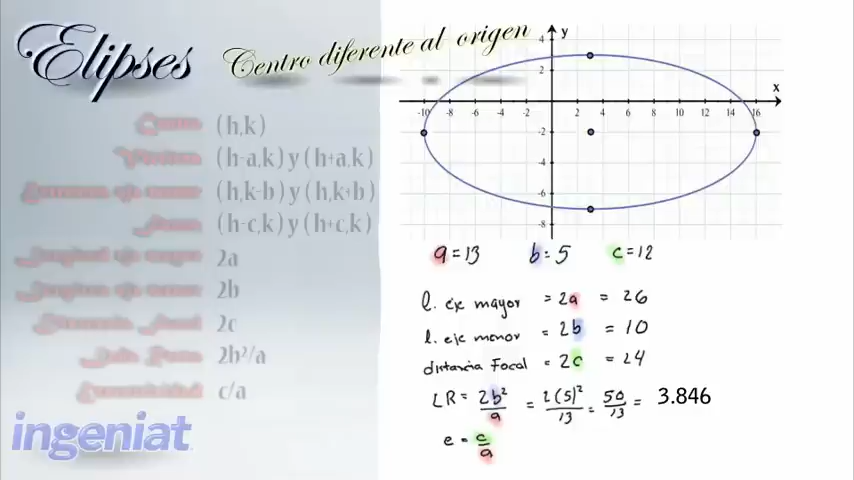 Elipses
Centro diferente al origen
(h,k)
(h-a,k) y (h+a,k)
(h,k-b) y (h,k+b)
(h-c,k) y (h+c,k)
2a
2b
2c
2b²/a
c/a
ingeniat
y
x
4
2
-10 -8 -6 -4 -2 2 4 6 8 10 12 14 16
-2
-4
-6
-8
a = 13 b = 5 c = 12
l. eje mayor = 2a = 26
l. eje menor = 2b = 10
distancia Focal = 2c = 24
LR = 2b²/a = 2(5)²/13 = 50/13 = 3.846
e = c/a